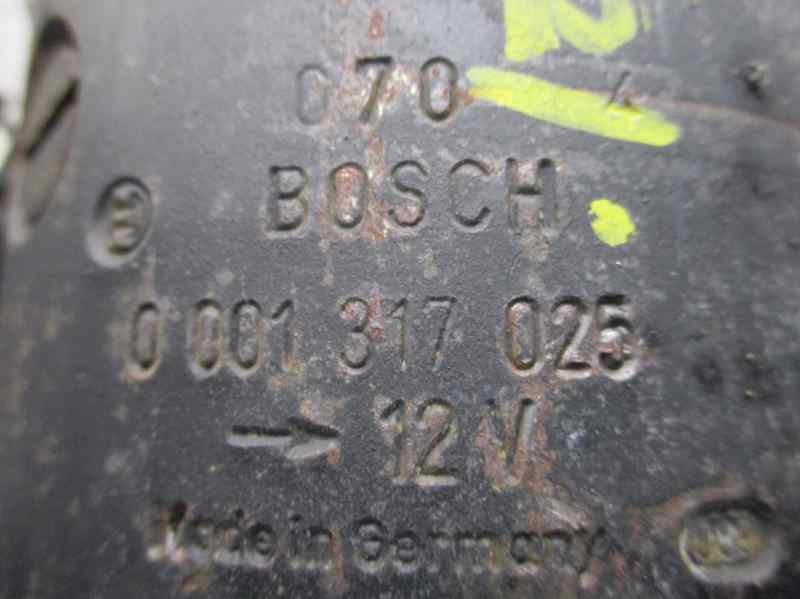 070
BOSCH
0 001 317 025
→ 12 V
Made in Germany